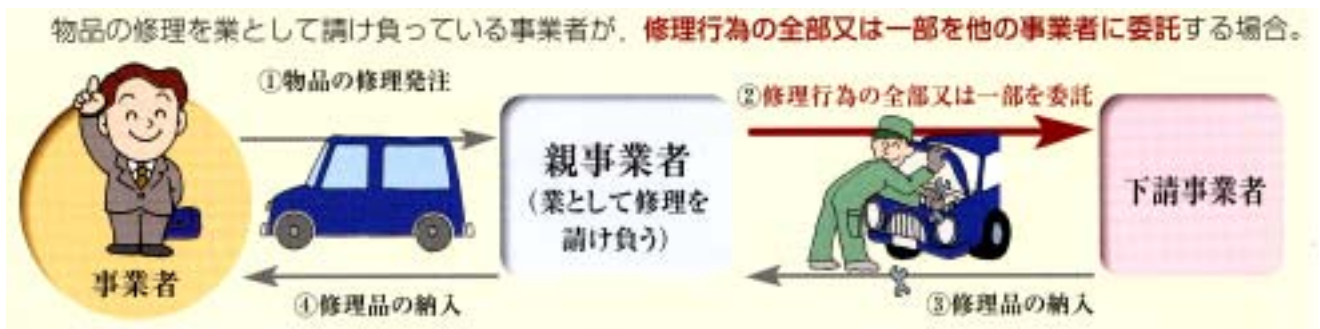 物品の修理を業として請け負っている事業者が、修理行為の全部又は一部を他の事業者に委託する場合。
①物品の修理発注
②修理行為の全部又は一部を委託
親事業者
(業として修理を
請け負う)
下請事業者
事業者
④修理品の納入
③修理品の納入